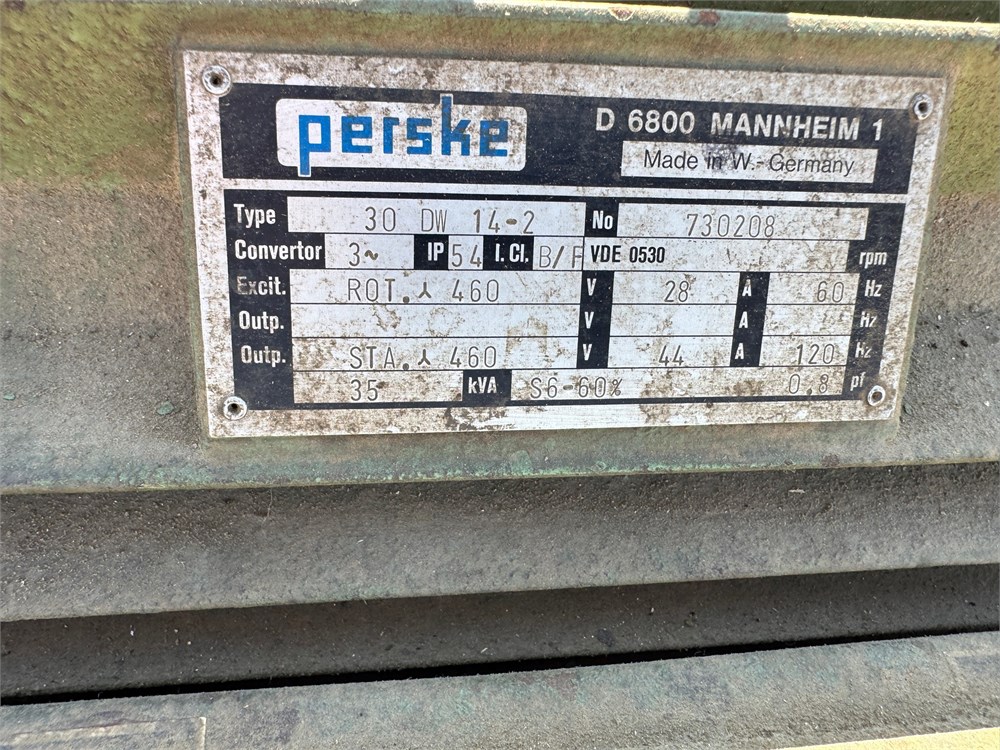 perske D 6800 MANNHEIM 1
Made in W.- Germany
Type 30 DW 14-2 No 730208
Convertor 3~ IP 54 I. Cl. B/F VDE 0530 rpm
Excit. ROT. ⅄ 460 V 28 A 60 Hz
Outp. V A Hz
Outp. STA. ⅄ 460 V 44 A 120 Hz
35 kVA S6-60% 0,8 pf